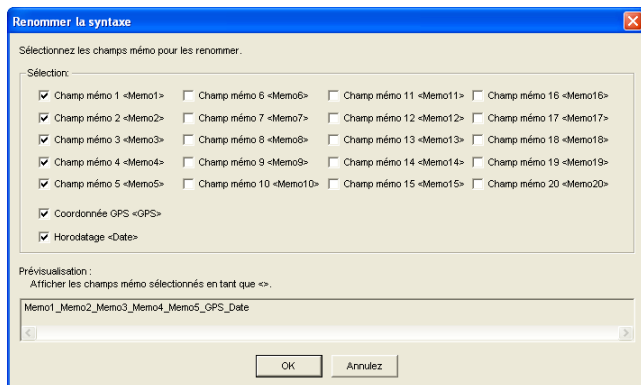 Renommer la syntaxe
Sélectionnez les champs mémo pour les renommer.
Sélection:
Champ mémo 1 <Memo1> Champ mémo 6 <Memo6> Champ mémo 11 <Memo11> Champ mémo 16 <Memo16>
Champ mémo 2 <Memo2> Champ mémo 7 <Memo7> Champ mémo 12 <Memo12> Champ mémo 17 <Memo17>
Champ mémo 3 <Memo3> Champ mémo 8 <Memo8> Champ mémo 13 <Memo13> Champ mémo 18 <Memo18>
Champ mémo 4 <Memo4> Champ mémo 9 <Memo9> Champ mémo 14 <Memo14> Champ mémo 19 <Memo19>
Champ mémo 5 <Memo5> Champ mémo 10 <Memo10> Champ mémo 15 <Memo15> Champ mémo 20 <Memo20>
Coordonnée GPS <GPS>
Horodatage <Date>
Prévisualisation :
Afficher les champs mémo sélectionnés en tant que <>.
Memo1_Memo2_Memo3_Memo4_Memo5_GPS_Date
OK Annulez